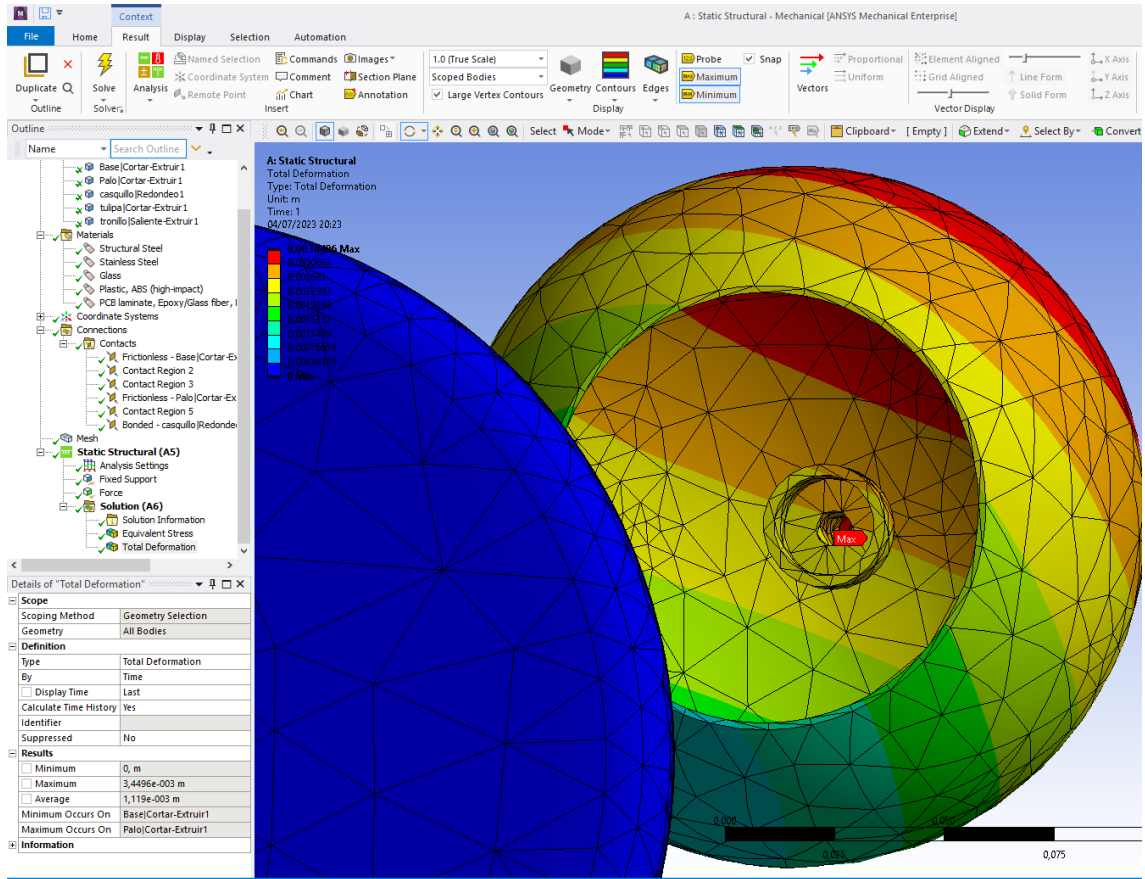 Context
A : Static Structural - Mechanical [ANSYS Mechanical Enterprise]
File Home Result Display Selection Automation
Named Selection Commands Images 1.0 (True Scale) Probe Snap Proportional Element Aligned X Axis
Coordinate System Comment Section Plane Scoped Bodies Maximum Uniform Grid Aligned Line Form Y Axis
Duplicate Q Solve Analysis Remote Point Chart Annotation Large Vertex Contours Geometry Contours Edges Minimum Vectors Solid Form Z Axis
Outline Solver Insert Display Vector Display
Outline
Name Search Outline
Select Mode Clipboard [ Empty ] Extend Select By Convert
Base|Cortar-Extruir1
Palo|Cortar-Extruir1
casquillo|Redondeo1
tulipa|Cortar-Extruir1
tronillo|Saliente-Extruir1
Materials
Structural Steel
Stainless Steel
Glass
Plastic, ABS (high-impact)
PCB laminate, Epoxy/Glass fiber,
Coordinate Systems
Connections
Contacts
Frictionless - Base|Cortar-Ex
Contact Region 2
Contact Region 3
Frictionless - Palo|Cortar-Ex
Contact Region 5
Bonded - casquillo|Redonde
Mesh
Static Structural (A5)
Analysis Settings
Fixed Support
Force
Solution (A6)
Solution Information
Equivalent Stress
Total Deformation
Details of "Total Deformation"
Scope
Scoping Method Geometry Selection
Geometry All Bodies
Definition
Type Total Deformation
By Time
Display Time Last
Calculate Time History Yes
Identifier
Suppressed No
Results
Minimum 0, m
Maximum 3,4496e-003 m
Average 1,119e-003 m
Minimum Occurs On Base|Cortar-Extruir1
Maximum Occurs On Palo|Cortar-Extruir1
Information
A: Static Structural
Total Deformation
Type: Total Deformation
Unit: m
Time: 1
04/07/2023 20:23
0,0034496 Max
Max
0,000
0,050
0,075